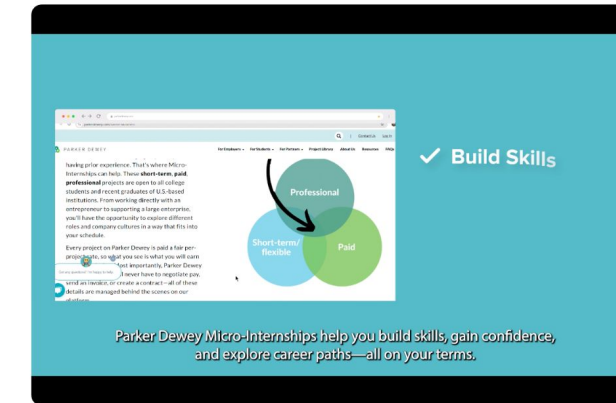 Contact Us Log In
PARKER DEWEY
For Employers For Students For Partners Project Library About Us Resources FAQs
having prior experience. That's where Micro-
Internships can help. These short-term, paid,
professional projects are open to all college
students and recent graduates of U.S.-based
institutions. From working directly with an
entrepreneur to supporting a large enterprise,
you'll have the opportunity to explore different
roles and company cultures in a way that fits into
your schedule.
Every project on Parker Dewey is paid a fair per-
project rate, so what you see is what you will earn
ost importantly, Parker Dewey
l never have to negotiate pay,
send an invoice, or create a contract—all of these
details are managed behind the scenes on our
Professional
Short-term/
flexible
Paid
Build Skills
Parker Dewey Micro-Internships help you build skills, gain confidence,
and explore career paths—all on your terms.